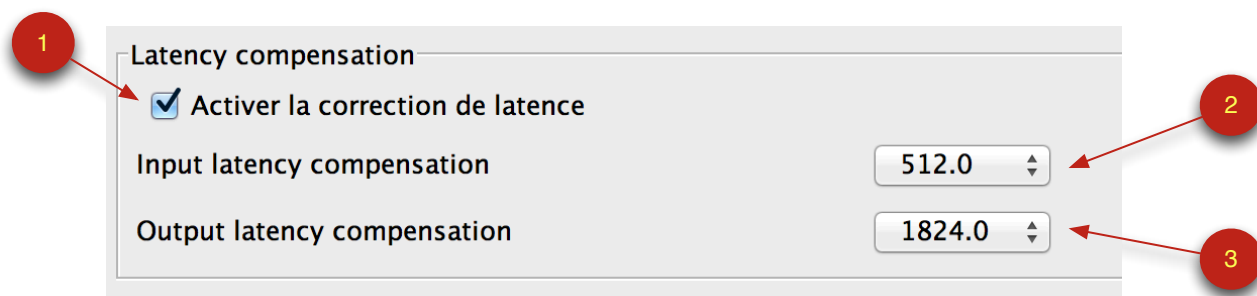 1
Latency compensation
Activer la correction de latence
2
Input latency compensation 512.0
Output latency compensation 1824.0
3